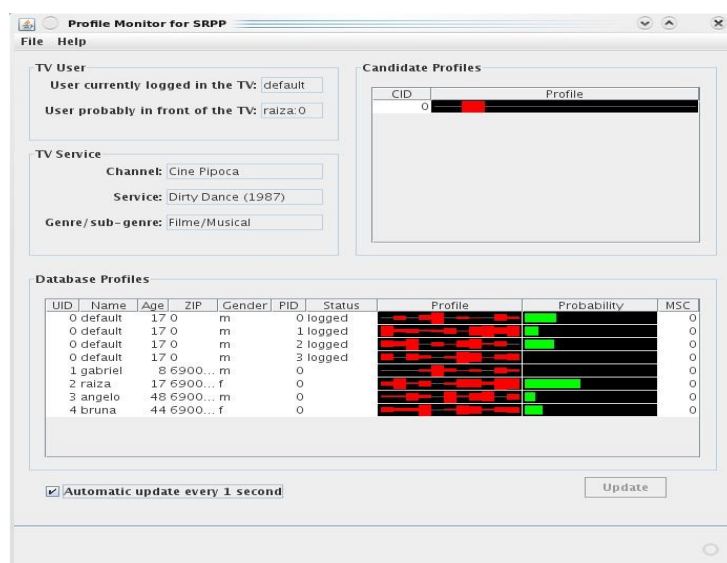 Profile Monitor for SRPP
File Help
TV User
User currently logged in the TV: default
User probably in front of the TV: raiza:0
TV Service
Channel: Cine Pipoca
Service: Dirty Dance (1987)
Genre/sub-genre: Filme/Musical
Candidate Profiles
CID Profile
0
Database Profiles
UID Name Age ZIP Gender PID Status Profile Probability MSC
0 default 17 0 m 0 logged 0
0 default 17 0 m 1 logged 0
0 default 17 0 m 2 logged 0
0 default 17 0 m 3 logged 0
1 gabriel 8 6900... m 0 0
2 raiza 17 6900... f 0 0
3 angelo 48 6900... m 0 0
4 bruna 44 6900... f 0 0
Automatic update every 1 second
Update